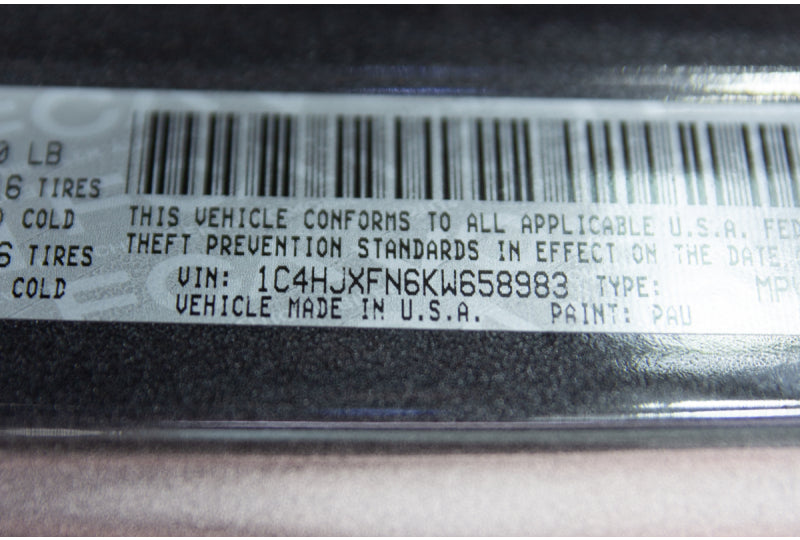 0 LB
16 TIRES
COLD
6 TIRES
COLD
THIS VEHICLE CONFORMS TO ALL APPLICABLE U.S.A. FED
THEFT PREVENTION STANDARDS IN EFFECT ON THE DATE
VIN: 1C4HJXFN6KW658983 TYPE: MPV
VEHICLE MADE IN U.S.A. PAINT: PAU